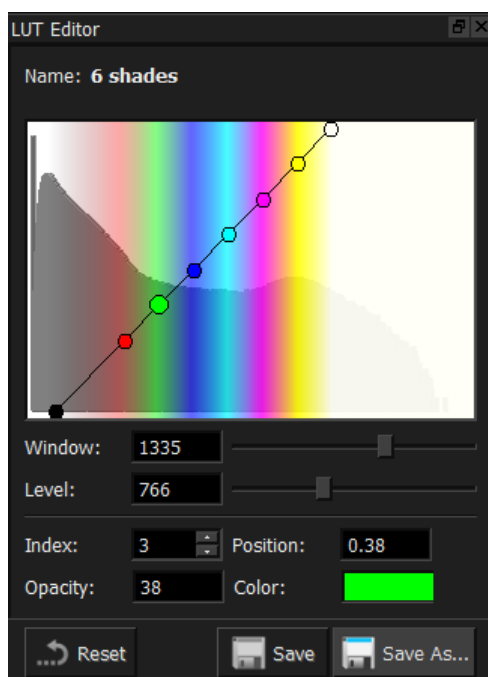 LUT Editor
Name: 6 shades
Window: 1335
Level: 766
Index: 3 Position: 0.38
Opacity: 38 Color:
Reset Save Save As...